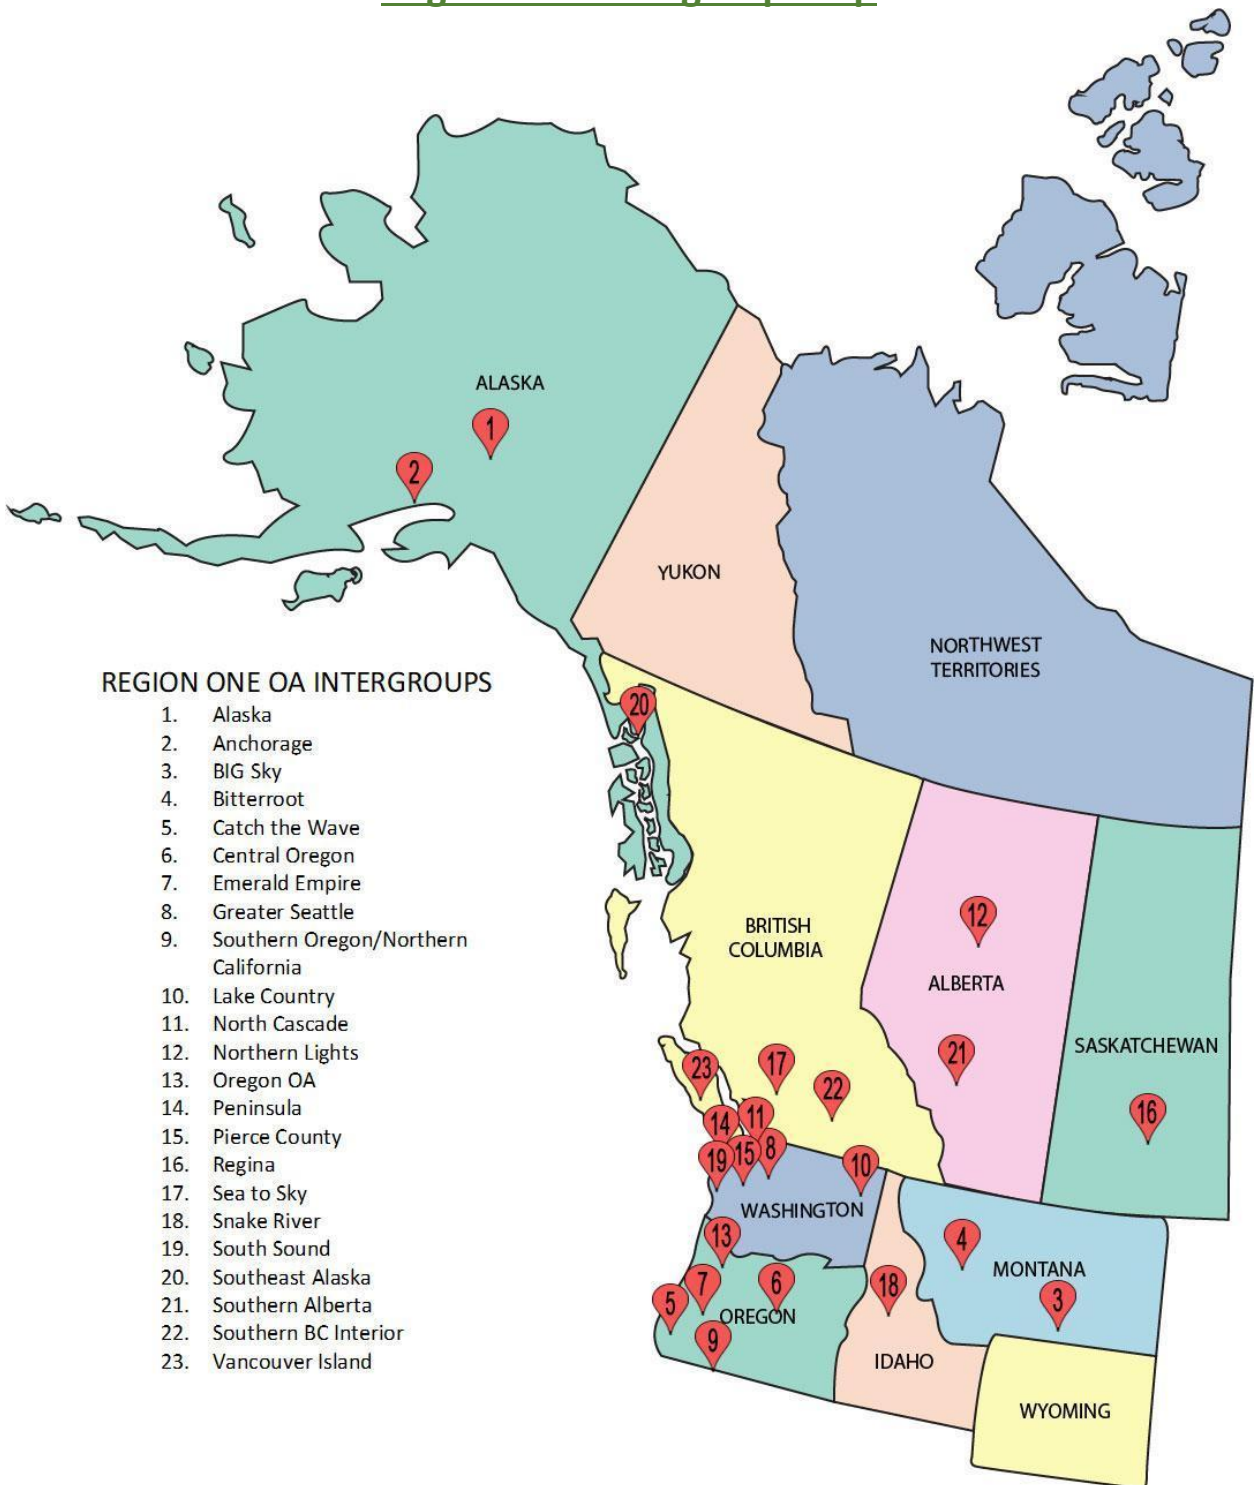 ALASKA
1
2
YUKON
NORTHWEST
TERRITORIES
REGION ONE OA INTERGROUPS
1. Alaska
2. Anchorage
3. BIG Sky
4. Bitterroot
5. Catch the Wave
6. Central Oregon
7. Emerald Empire
8. Greater Seattle
9. Southern Oregon/Northern
California
10. Lake Country
11. North Cascade
12. Northern Lights
13. Oregon OA
14. Peninsula
15. Pierce County
16. Regina
17. Sea to Sky
18. Snake River
19. South Sound
20. Southeast Alaska
21. Southern Alberta
22. Southern BC Interior
23. Vancouver Island
20
BRITISH
COLUMBIA
12
ALBERTA
21
SASKATCHEWAN
16
23
17
22
14
11
19
15
8
10
WASHINGTON
13
4
MONTANA
3
7
6
18
5
OREGON
9
IDAHO
WYOMING